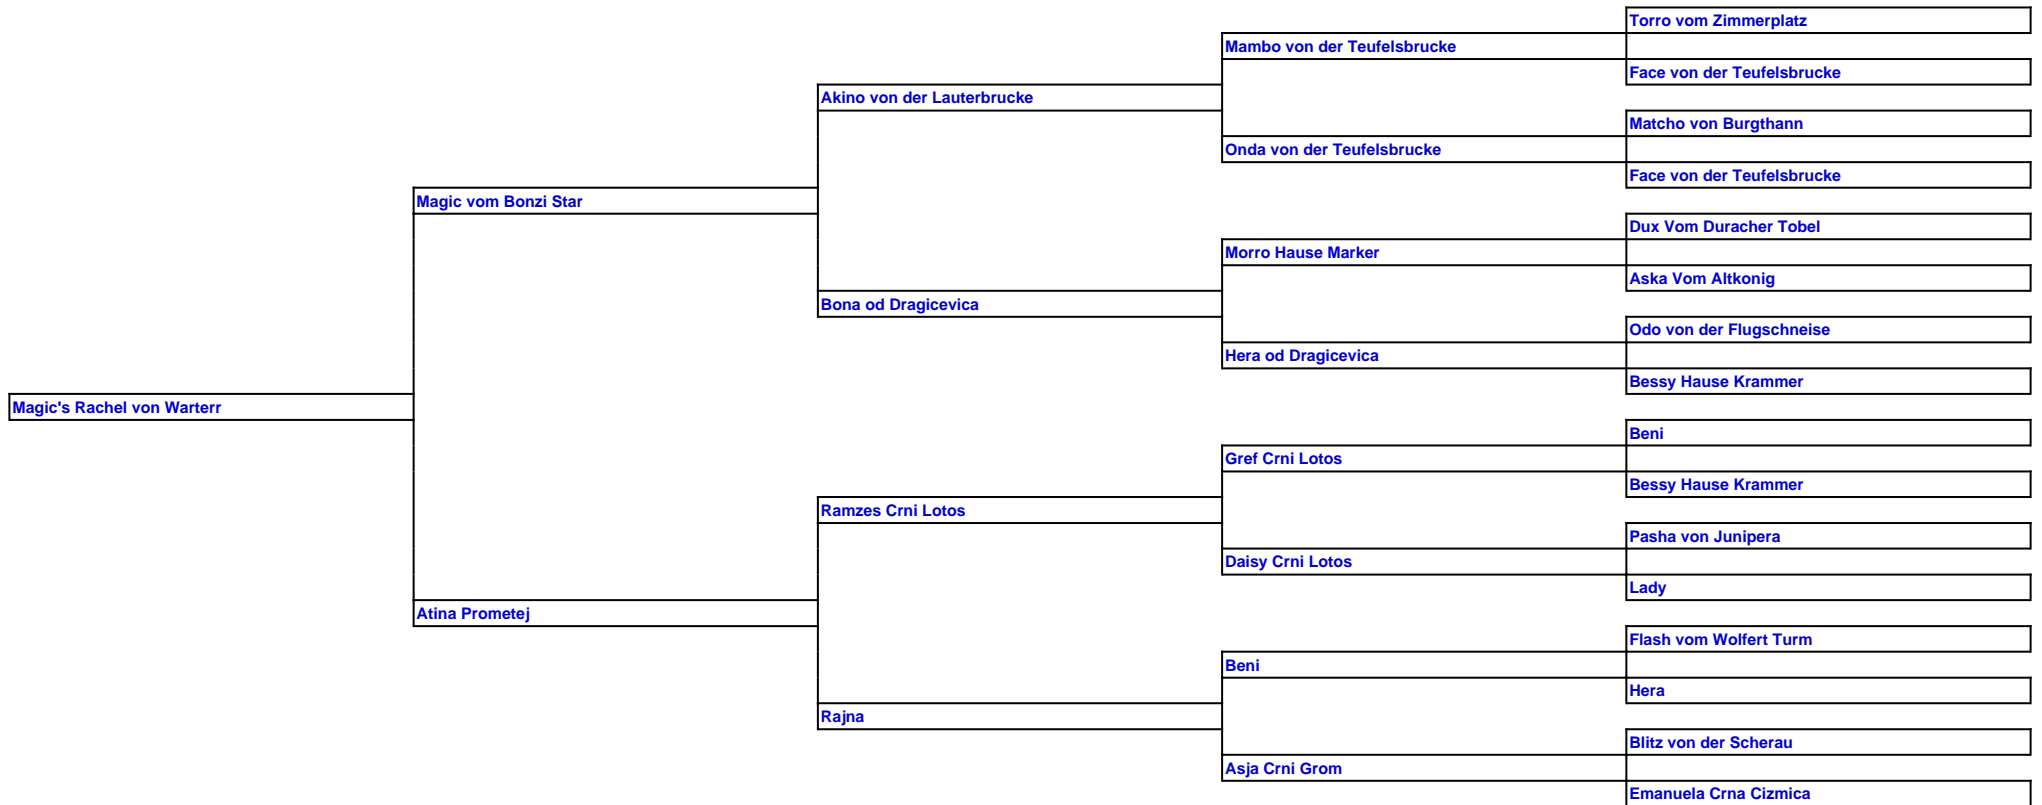 Torro vom Zimmerplatz
Mambo von der Teufelsbrucke
Face von der Teufelsbrucke
Akino von der Lauterbrucke
Matcho von Burgthann
Onda von der Teufelsbrucke
Face von der Teufelsbrucke
Magic vom Bonzi Star
Dux Vom Duracher Tobel
Morro Hause Marker
Aska Vom Altkonig
Bona od Dragicevica
Odo von der Flugschneise
Hera od Dragicevica
Bessy Hause Krammer
Magic's Rachel von Warterr
Beni
Gref Crni Lotos
Bessy Hause Krammer
Ramzes Crni Lotos
Pasha von Junipera
Daisy Crni Lotos
Lady
Atina Prometej
Flash vom Wolfert Turm
Beni
Hera
Rajna
Blitz von der Scherau
Asja Crni Grom
Emanuela Crna Cizmica